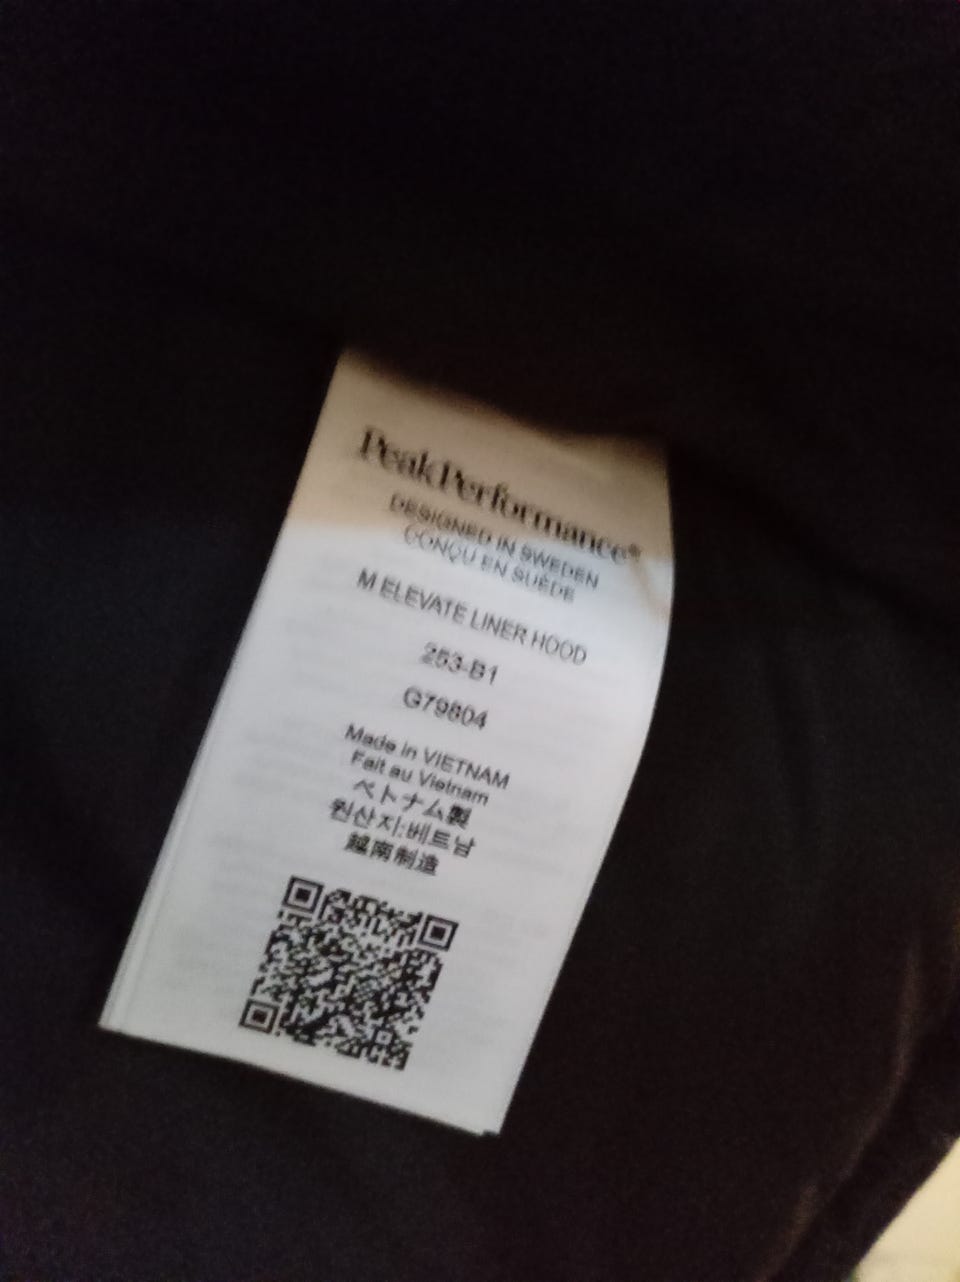 PeakPerformance®
DESIGNED IN SWEDEN
CONÇU EN SUÈDE
M ELEVATE LINER HOOD
253-B1
G79804
Made in VIETNAM
Fait au Vietnam
ベトナム製
원산지:베트남
越南制造